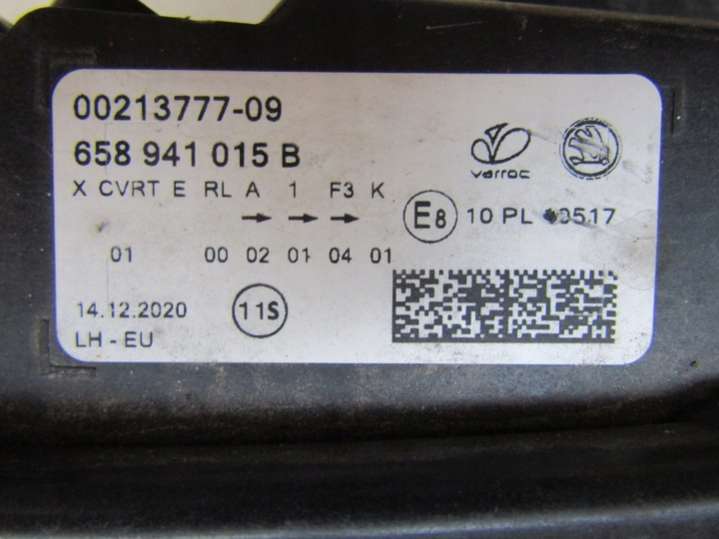 00213777-09
658 941 015 B
varroc
X CVRT E RL A 1 F3 K
E8 10 PL
01 00 02 01 04 01
14.12.2020 11S
LH - EU